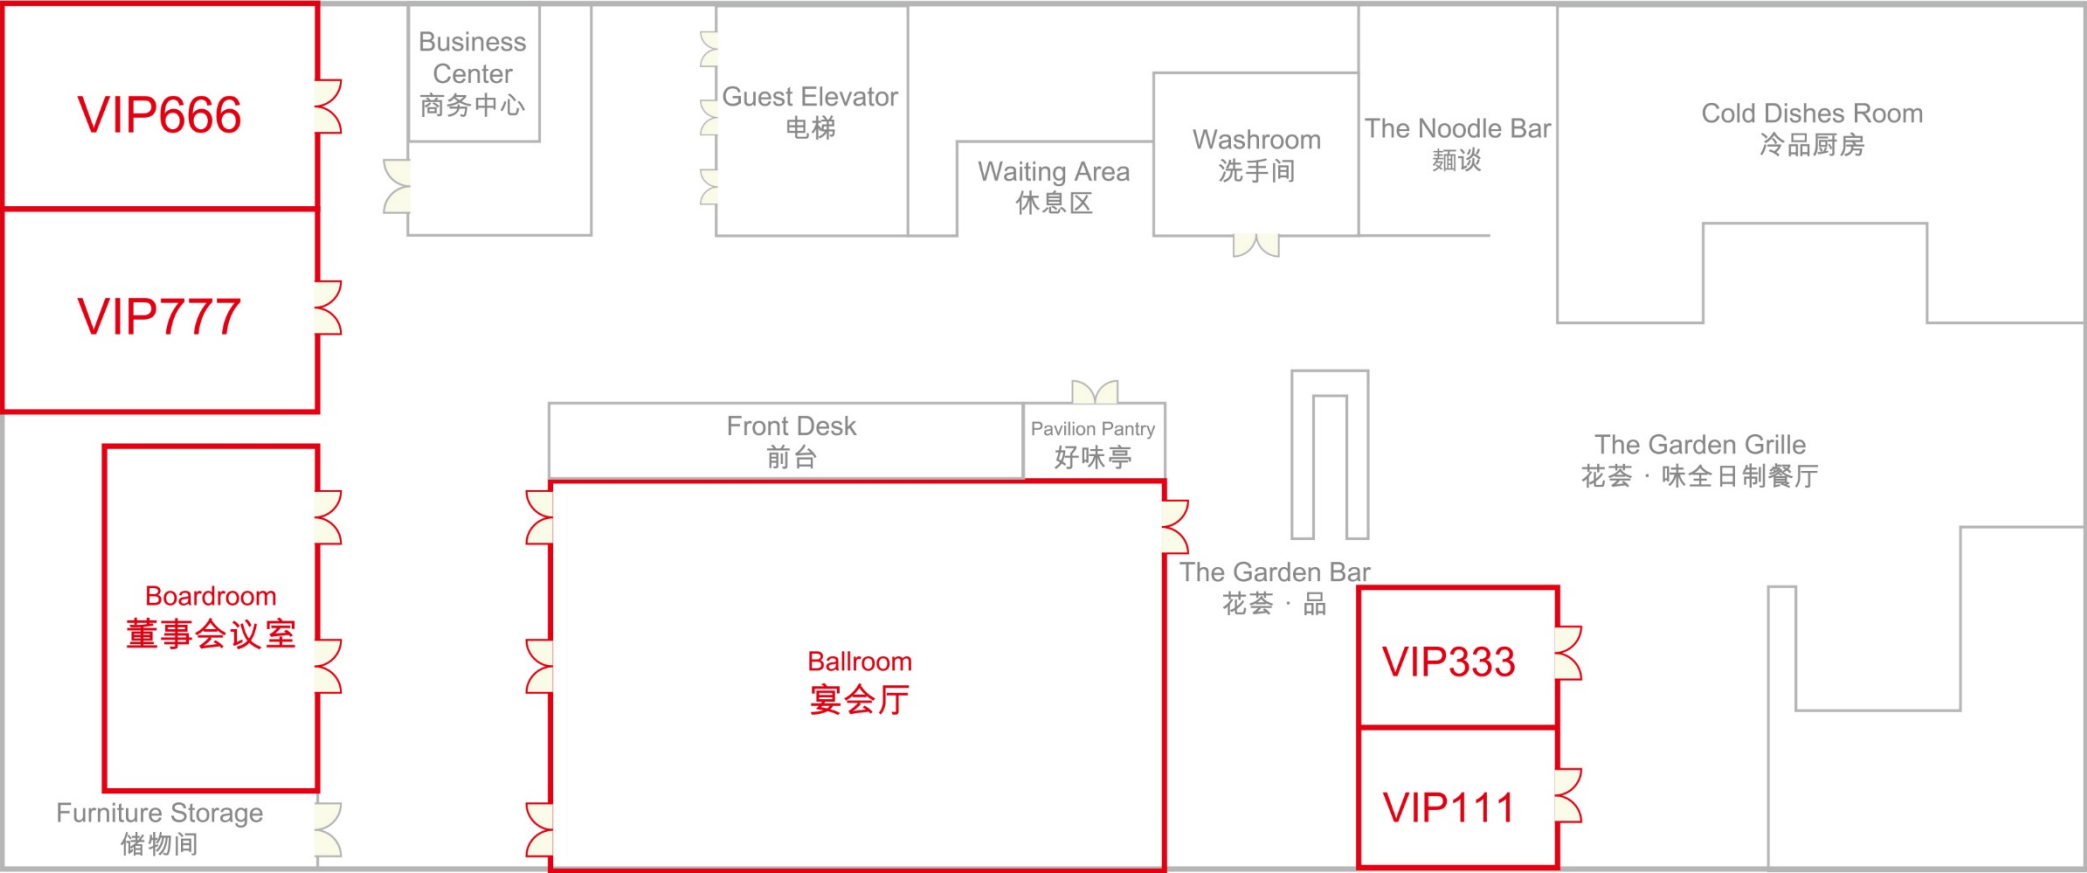 VIP666
Business
Center
商务中心
Guest Elevator
电梯
Waiting Area
休息区
Washroom
洗手间
The Noodle Bar
麺谈
Cold Dishes Room
冷品厨房
VIP777
Front Desk
前台
Pavilion Pantry
好味亭
The Garden Grille
花荟·味全日制餐厅
Boardroom
董事会议室
Ballroom
宴会厅
The Garden Bar
花荟·品
VIP333
VIP111
Furniture Storage
储物间